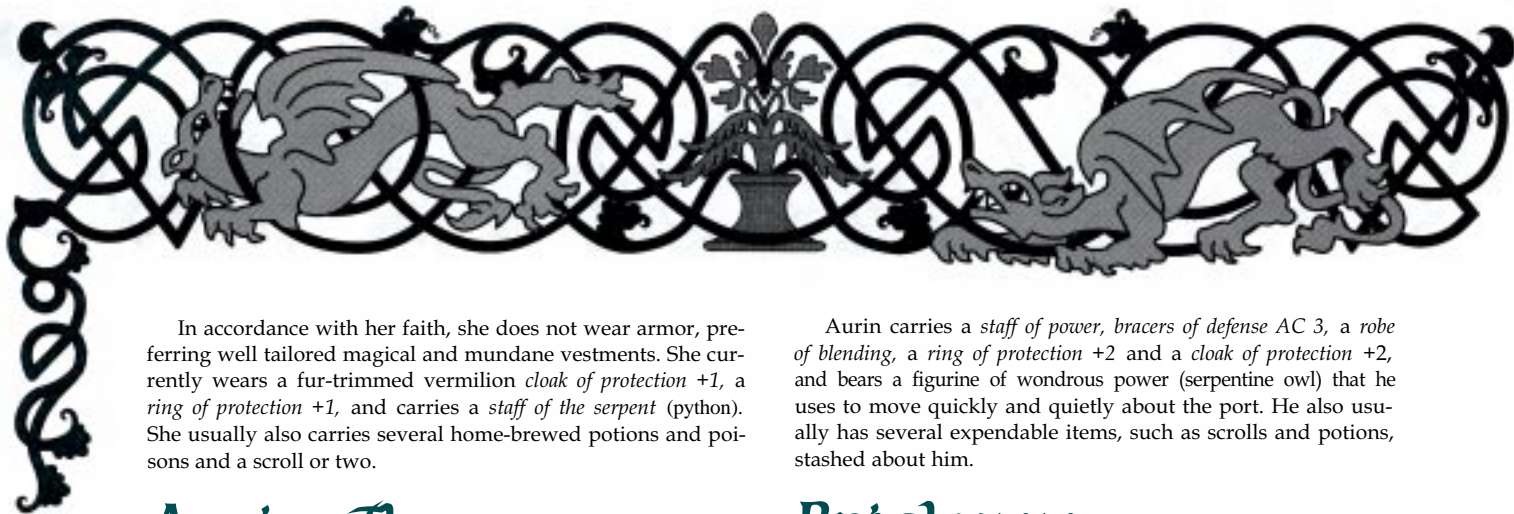 In accordance with her faith, she does not wear armor, pre-
ferring well tailored magical and mundane vestments. She cur-
rently wears a fur-trimmed vermilion cloak of protection +1, a
ring of protection +1, and carries a staff of the serpent (python).
She usually also carries several home-brewed potions and poi-
sons and a scroll or two.
Aurin carries a staff of power, bracers of defense AC 3, a robe
of blending, a ring of protection +2 and a cloak of protection +2,
and bears a figurine of wondrous power (serpentine owl) that he
uses to move quickly and quietly about the port. He also usu-
ally has several expendable items, such as scrolls and potions,
stashed about him.